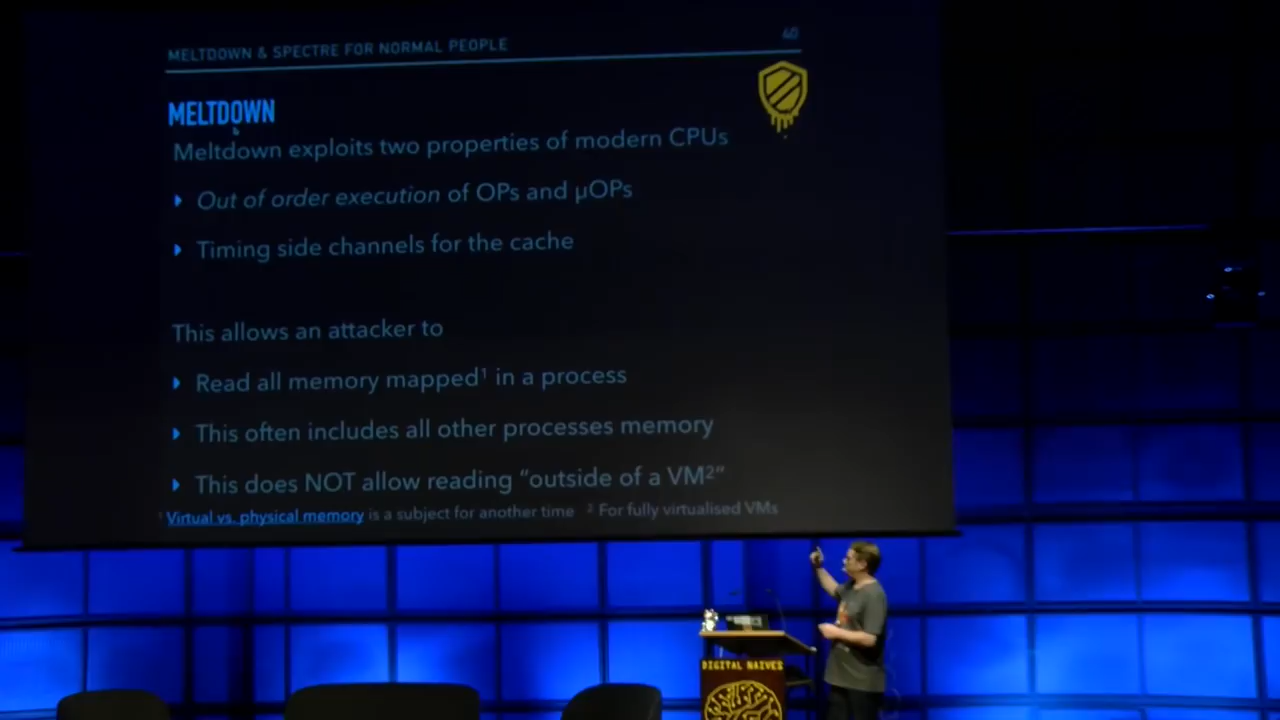 MELTDOWN & SPECTRE FOR NORMAL PEOPLE 40
MELTDOWN
Meltdown exploits two properties of modern CPUs
Out of order execution of OPs and µOPs
Timing side channels for the cache
This allows an attacker to
Read all memory mapped¹ in a process
This often includes all other processes memory
This does NOT allow reading “outside of a VM²”
¹ Virtual vs. physical memory is a subject for another time ² For fully virtualised VMs
DIGITAL NAIVES